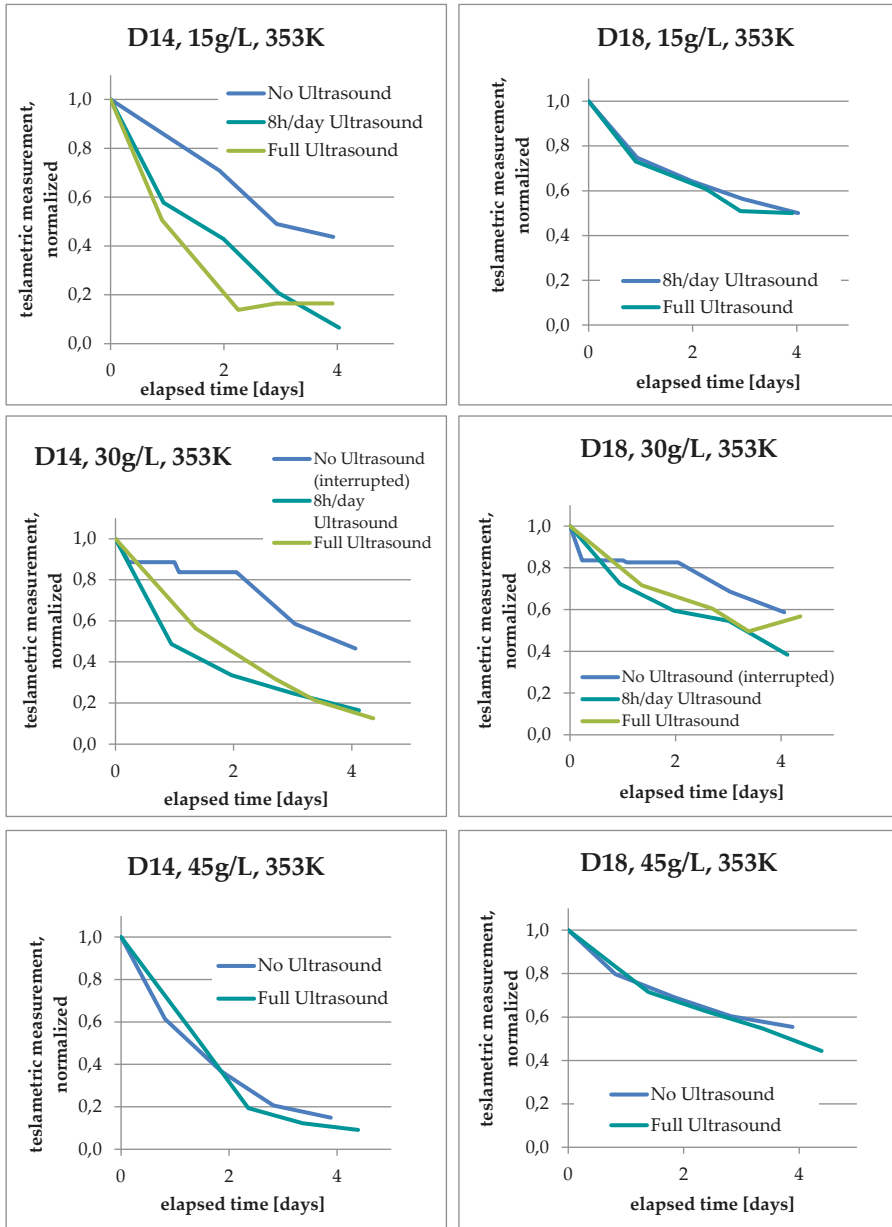 D14, 15g/L, 353K
teslametric measurement,
normalized
1,0
0,8
0,6
0,4
0,2
0,0
No Ultrasound
8h/day Ultrasound
Full Ultrasound
0 2 4
elapsed time [days]
D18, 15g/L, 353K
teslametric measurement,
normalized
1,0
0,8
0,6
0,4
0,2
0,0
8h/day Ultrasound
Full Ultrasound
0 2 4
elapsed time [days]
D14, 30g/L, 353K
No Ultrasound
(interrupted)
8h/day
Ultrasound
Full Ultrasound
teslametric measurement,
normalized
1,0
0,8
0,6
0,4
0,2
0,0
0 2 4
elapsed time [days]
D18, 30g/L, 353K
teslametric measurement,
normalized
1,0
0,8
0,6
0,4
0,2
0,0
No Ultrasound (interrupted)
8h/day Ultrasound
Full Ultrasound
0 2 4
elapsed time [days]
D14, 45g/L, 353K
teslametric measurement,
normalized
1,0
0,8
0,6
0,4
0,2
0,0
No Ultrasound
Full Ultrasound
0 2 4
elapsed time [days]
D18, 45g/L, 353K
teslametric measurement,
normalized
1,0
0,8
0,6
0,4
0,2
0,0
No Ultrasound
Full Ultrasound
0 2 4
elapsed time [days]